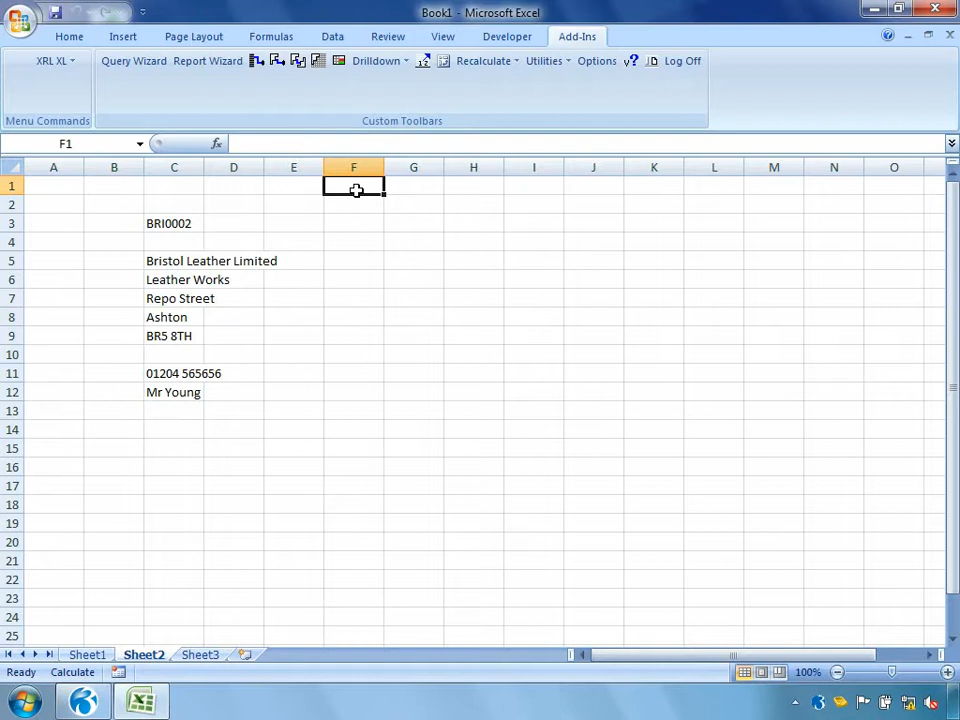 Book1 - Microsoft Excel
Home Insert Page Layout Formulas Data Review View Developer Add-Ins
XRL XL Query Wizard Report Wizard Drilldown Recalculate Utilities Options Log Off
Menu Commands Custom Toolbars
F1 fx
A B C D E F G H I J K L M N O
1
2
3 BRI0002
4
5 Bristol Leather Limited
6 Leather Works
7 Repo Street
8 Ashton
9 BR5 8TH
10
11 01204 565656
12 Mr Young
13
14
15
16
17
18
19
20
21
22
23
24
25
Sheet1 Sheet2 Sheet3
Ready Calculate 100%